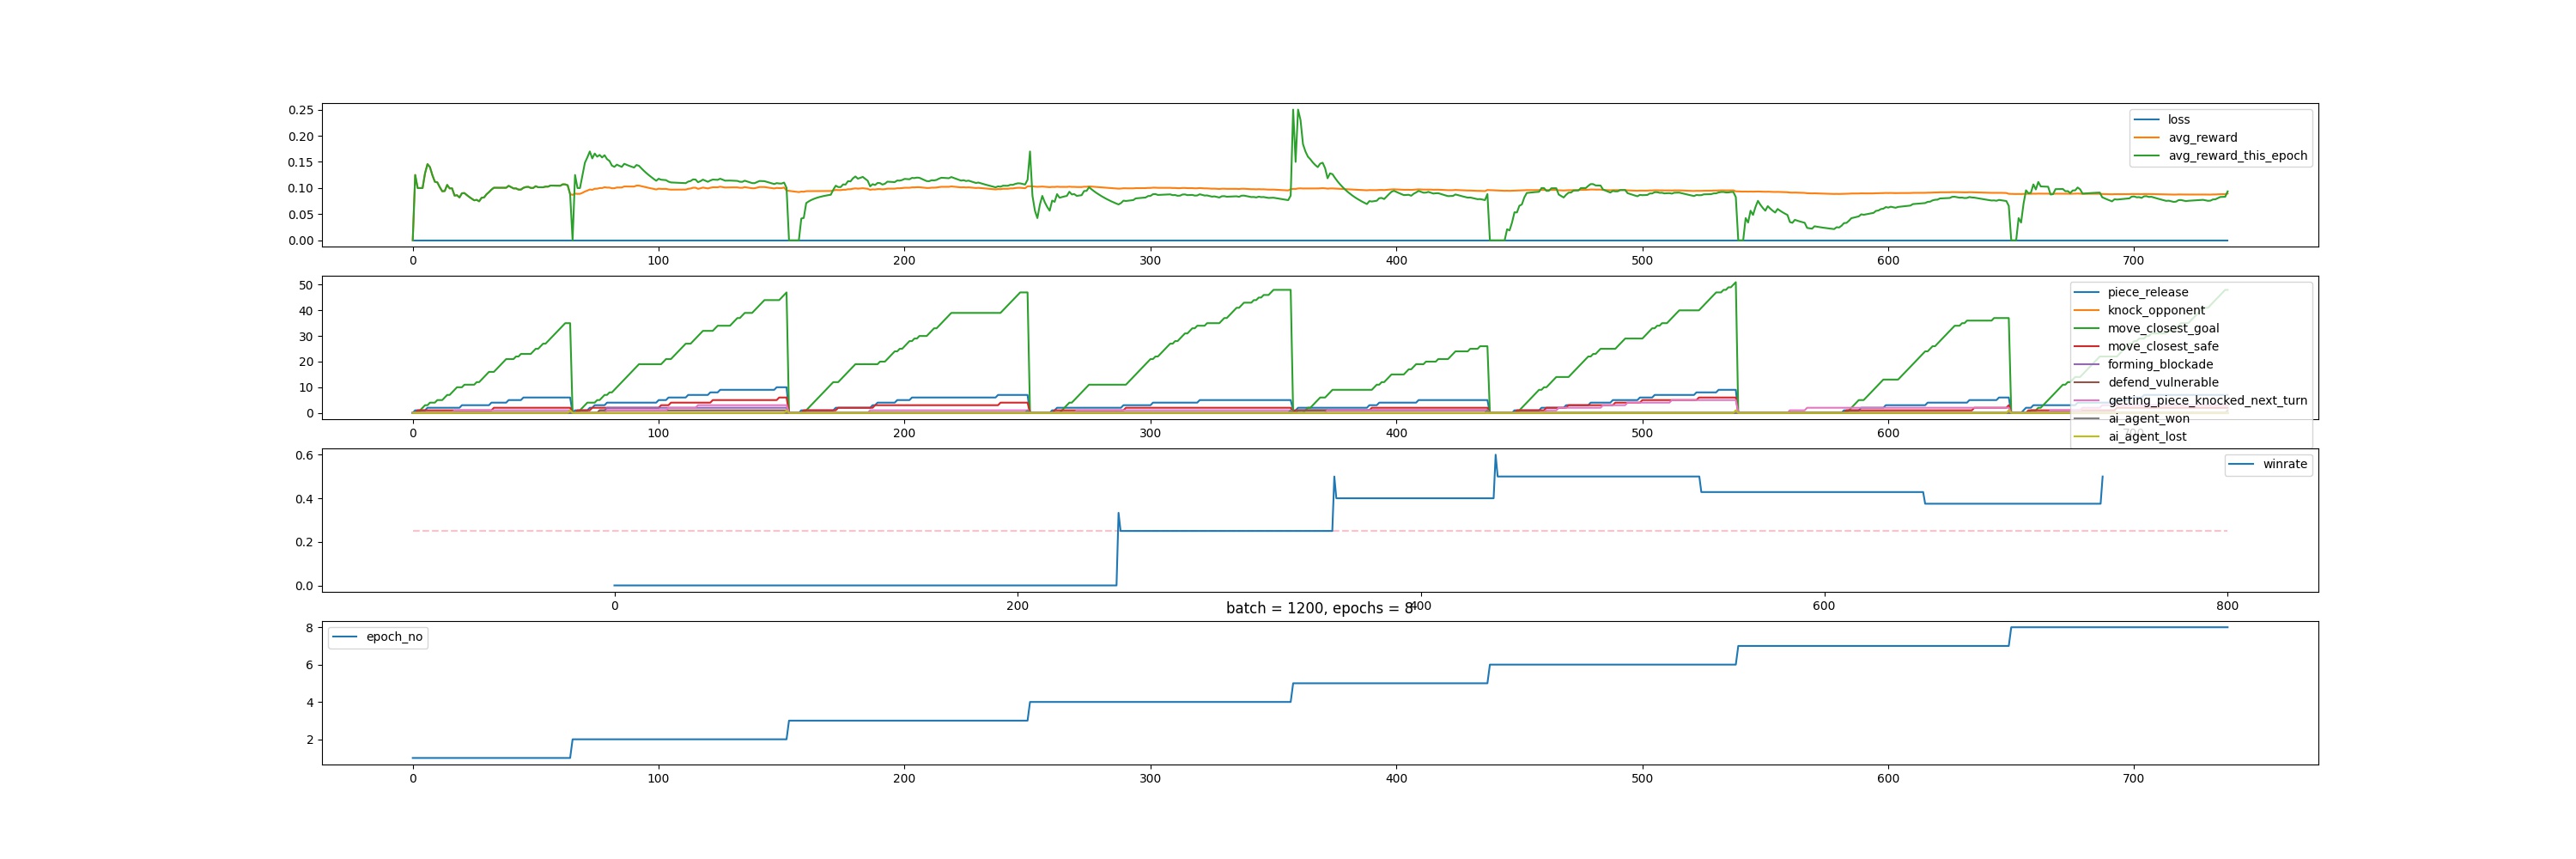 0.25
0.20
0.15
0.10
0.05
0.00
loss
avg_reward
avg_reward_this_epoch
0 100 200 300 400 500 600 700
50
40
30
20
10
0
piece_release
knock_opponent
move_closest_goal
move_closest_safe
forming_blockade
defend_vulnerable
getting_piece_knocked_next_turn
ai_agent_won
ai_agent_lost
0 100 200 300 400 500 600 700
0.6
0.4
0.2
0.0
winrate
0 200 400 600 800
batch = 1200, epochs = 8
8
6
4
2
epoch_no
0 100 200 300 400 500 600 700